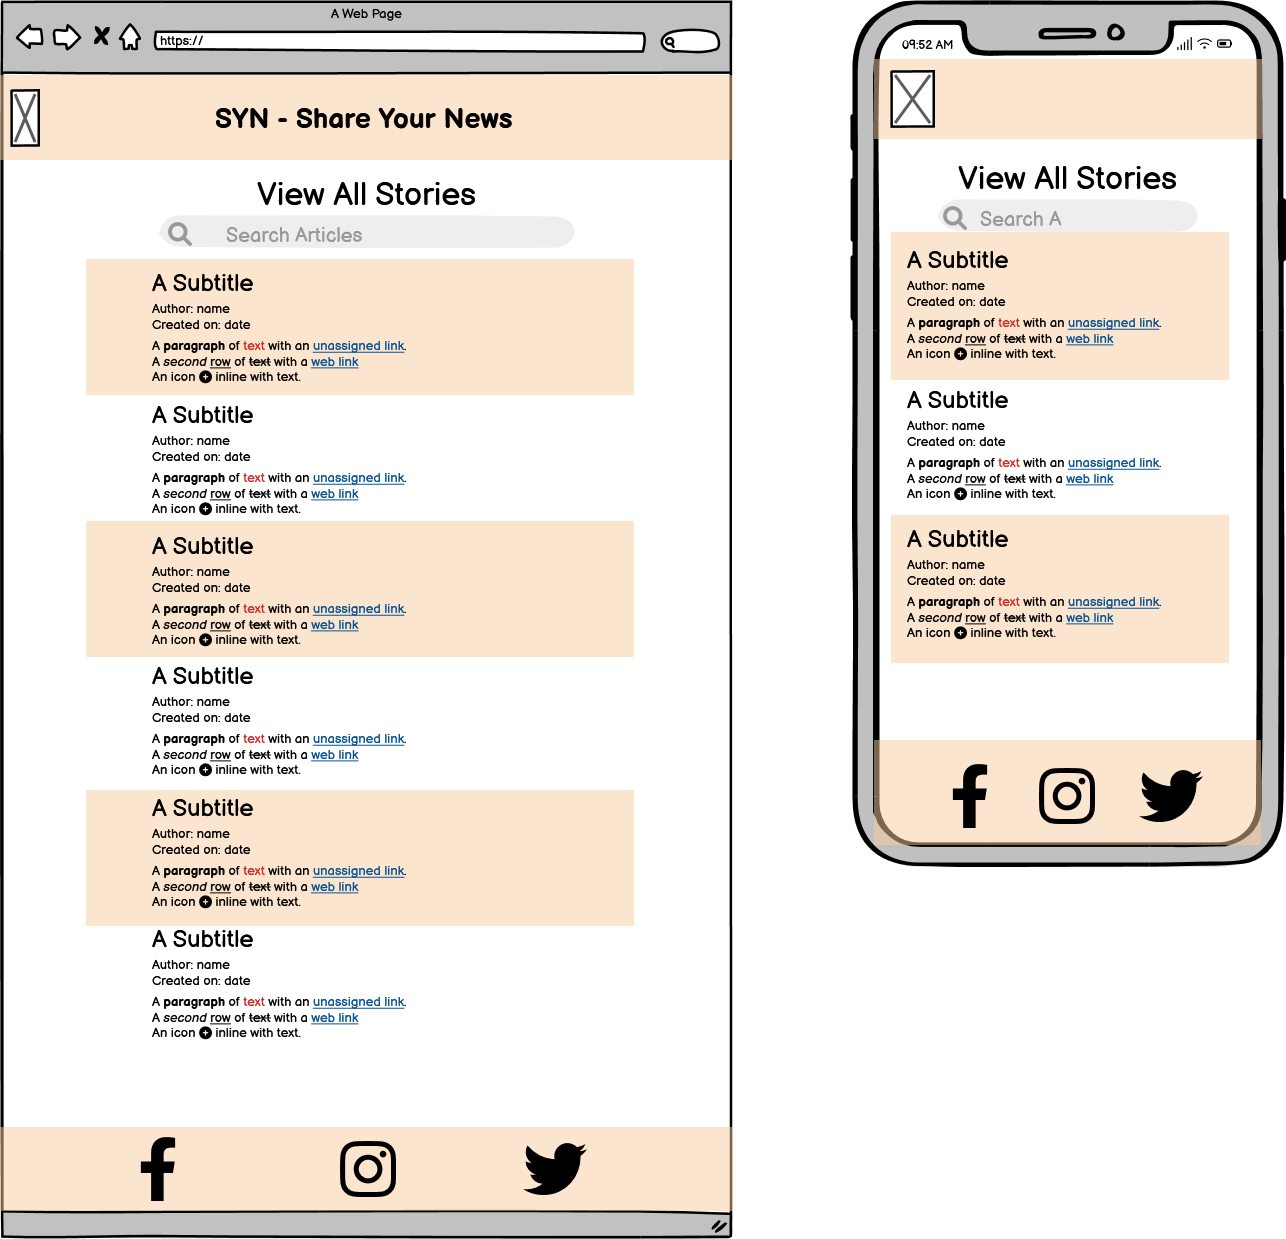 A Web Page
https://
SYN - Share Your News
View All Stories
Search Articles
A Subtitle
Author: name
Created on: date
A paragraph of text with an unassigned link.
A second row of text with a web link
An icon inline with text.
A Subtitle
Author: name
Created on: date
A paragraph of text with an unassigned link.
A second row of text with a web link
An icon inline with text.
A Subtitle
Author: name
Created on: date
A paragraph of text with an unassigned link.
A second row of text with a web link
An icon inline with text.
A Subtitle
Author: name
Created on: date
A paragraph of text with an unassigned link.
A second row of text with a web link
An icon inline with text.
A Subtitle
Author: name
Created on: date
A paragraph of text with an unassigned link.
A second row of text with a web link
An icon inline with text.
A Subtitle
Author: name
Created on: date
A paragraph of text with an unassigned link.
A second row of text with a web link
An icon inline with text.
09:52 AM
View All Stories
Search A
A Subtitle
Author: name
Created on: date
A paragraph of text with an unassigned link.
A second row of text with a web link
An icon inline with text.
A Subtitle
Author: name
Created on: date
A paragraph of text with an unassigned link.
A second row of text with a web link
An icon inline with text.
A Subtitle
Author: name
Created on: date
A paragraph of text with an unassigned link.
A second row of text with a web link
An icon inline with text.